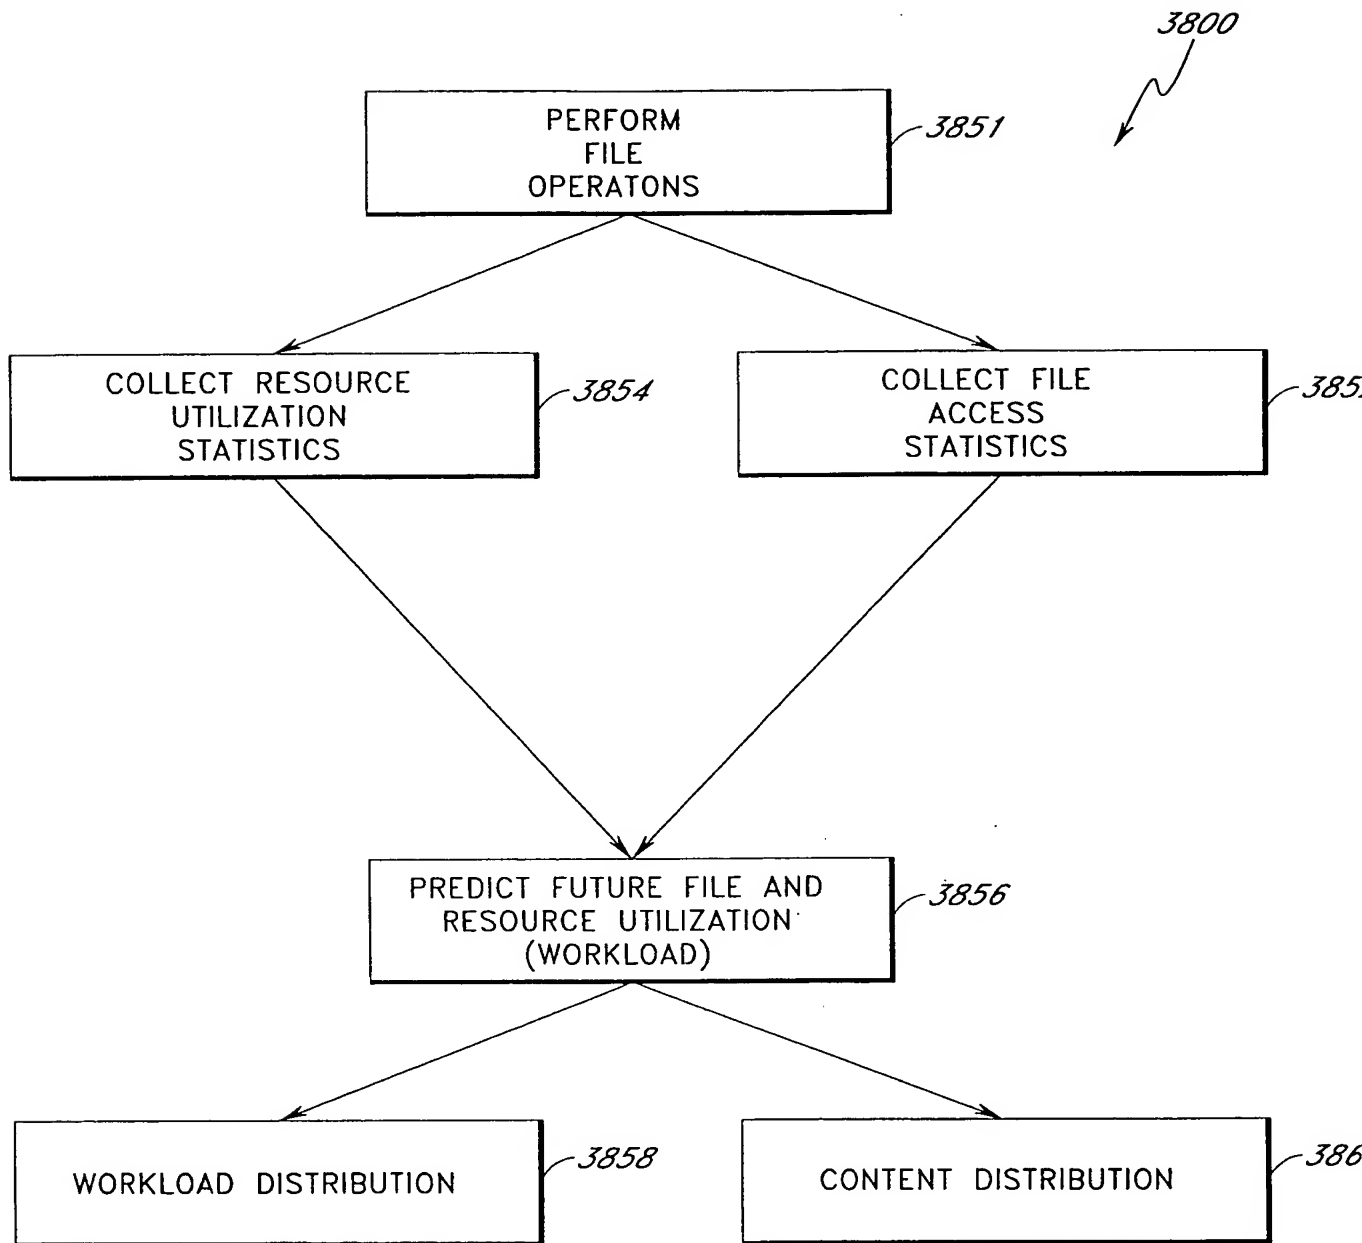 3800
PERFORM
FILE
OPERATONS
3851
COLLECT RESOURCE
UTILIZATION
STATISTICS
3854
COLLECT FILE
ACCESS
STATISTICS
PREDICT FUTURE FILE AND
RESOURCE UTILIZATION
(WORKLOAD)
3856
WORKLOAD DISTRIBUTION
3858
CONTENT DISTRIBUTION